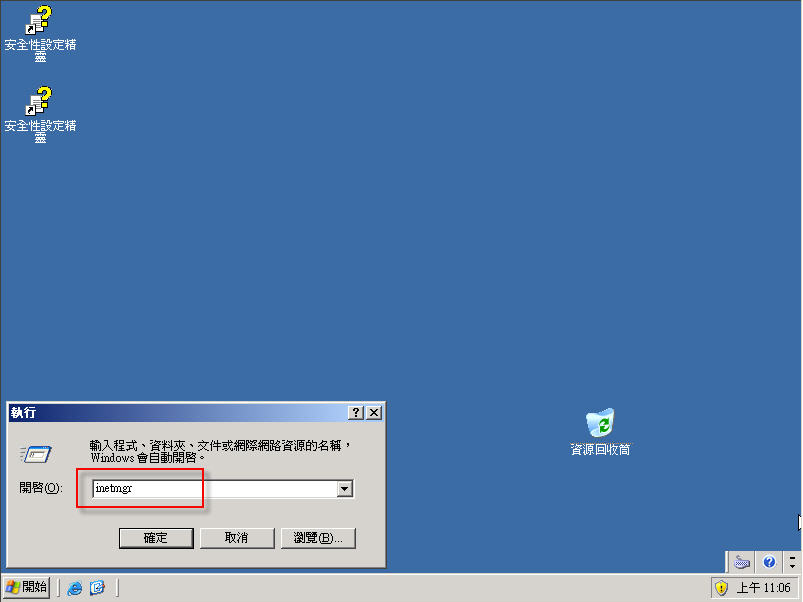 安全性設定精
靈
安全性設定精
靈
執行
輸入程式、資料夾、文件或網際網路資源的名稱，
Windows 會自動開啓。
開啓(O):
inetmgr
確定
取消
瀏覽(B)...
資源回收筒
開始
上午 11:06